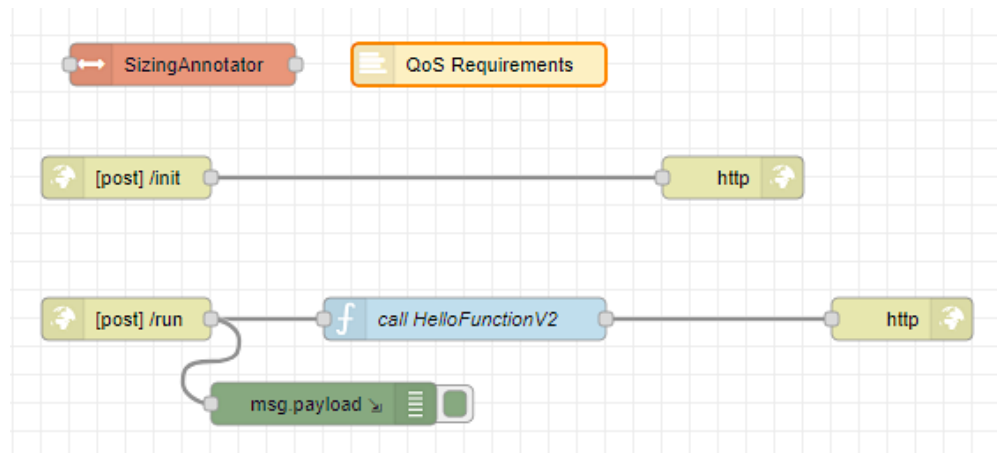 SizingAnnotator
QoS Requirements
[post] /init
http
[post] /run
call HelloFunctionV2
http
msg.payload